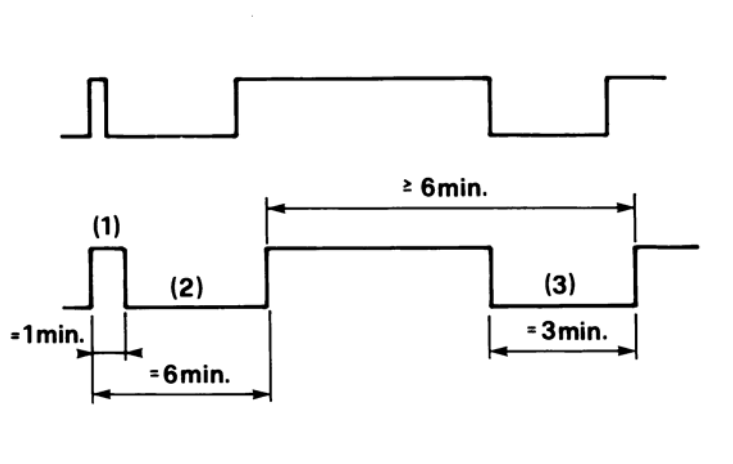 ≥ 6min.
(1)
(2)
(3)
=1min.
=3min.
=6min.